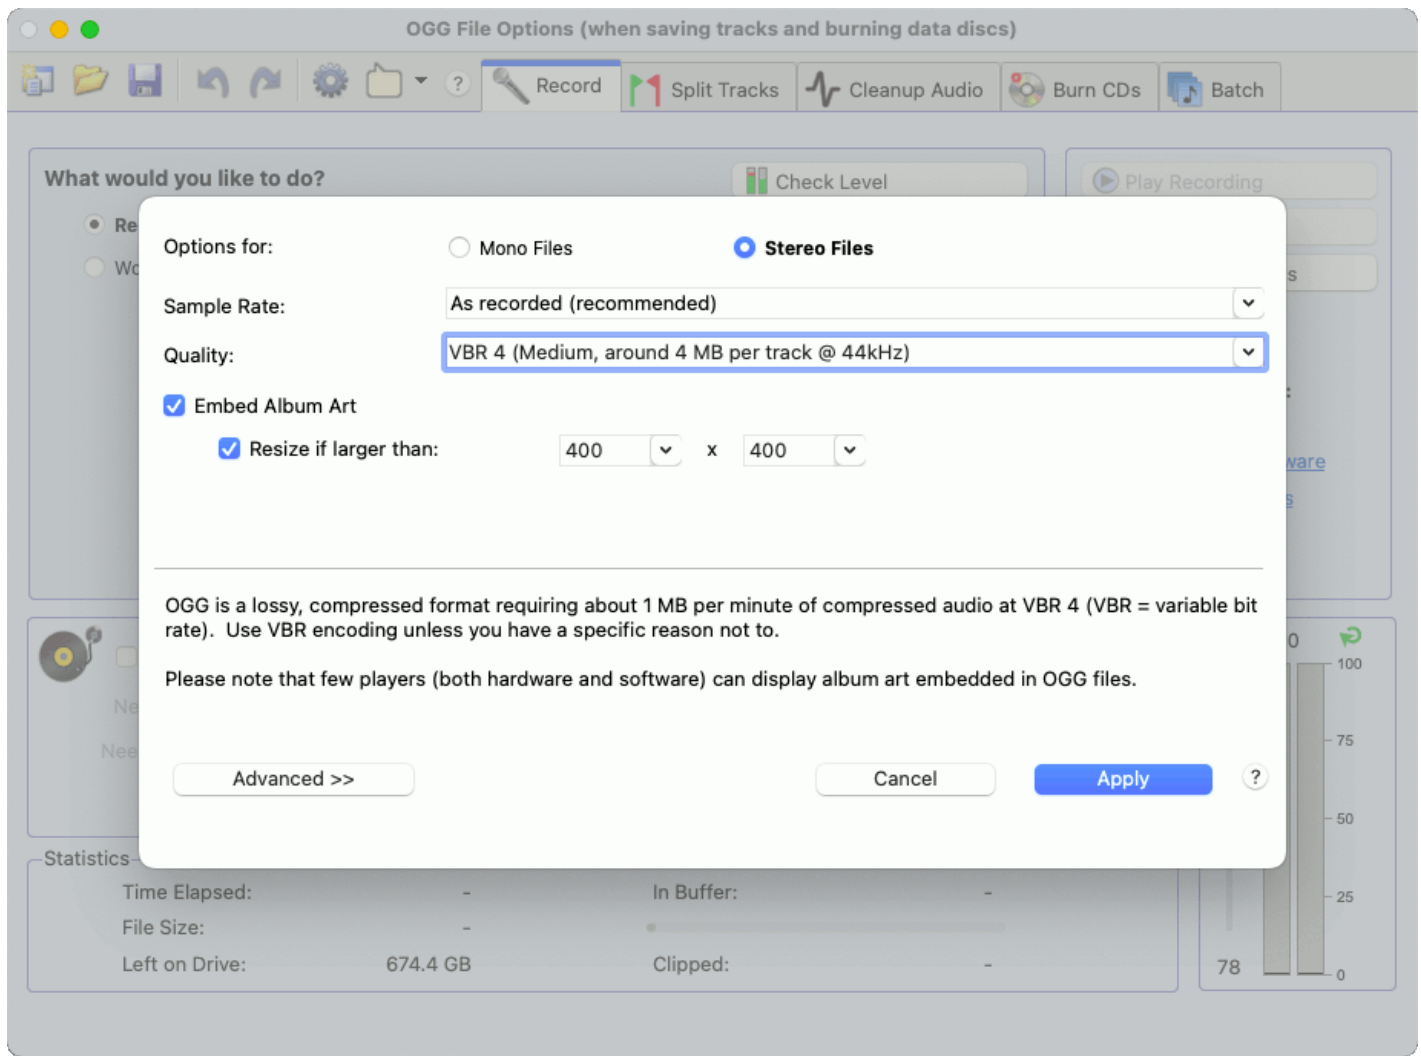 OGG File Options (when saving tracks and burning data discs)
? Record Split Tracks Cleanup Audio Burn CDs Batch
What would you like to do?
Check Level
Play Recording
Re
Wo
s
Options for: Mono Files Stereo Files
Sample Rate: As recorded (recommended)
Quality: VBR 4 (Medium, around 4 MB per track @ 44kHz)
Embed Album Art
Resize if larger than: 400 x 400
ware
s
OGG is a lossy, compressed format requiring about 1 MB per minute of compressed audio at VBR 4 (VBR = variable bit
rate). Use VBR encoding unless you have a specific reason not to.
Please note that few players (both hardware and software) can display album art embedded in OGG files.
Ne
Nee
Advanced >> Cancel Apply ?
0
100
75
50
25
0
78
Statistics
Time Elapsed: - In Buffer: -
File Size: -
Left on Drive: 674.4 GB Clipped: -